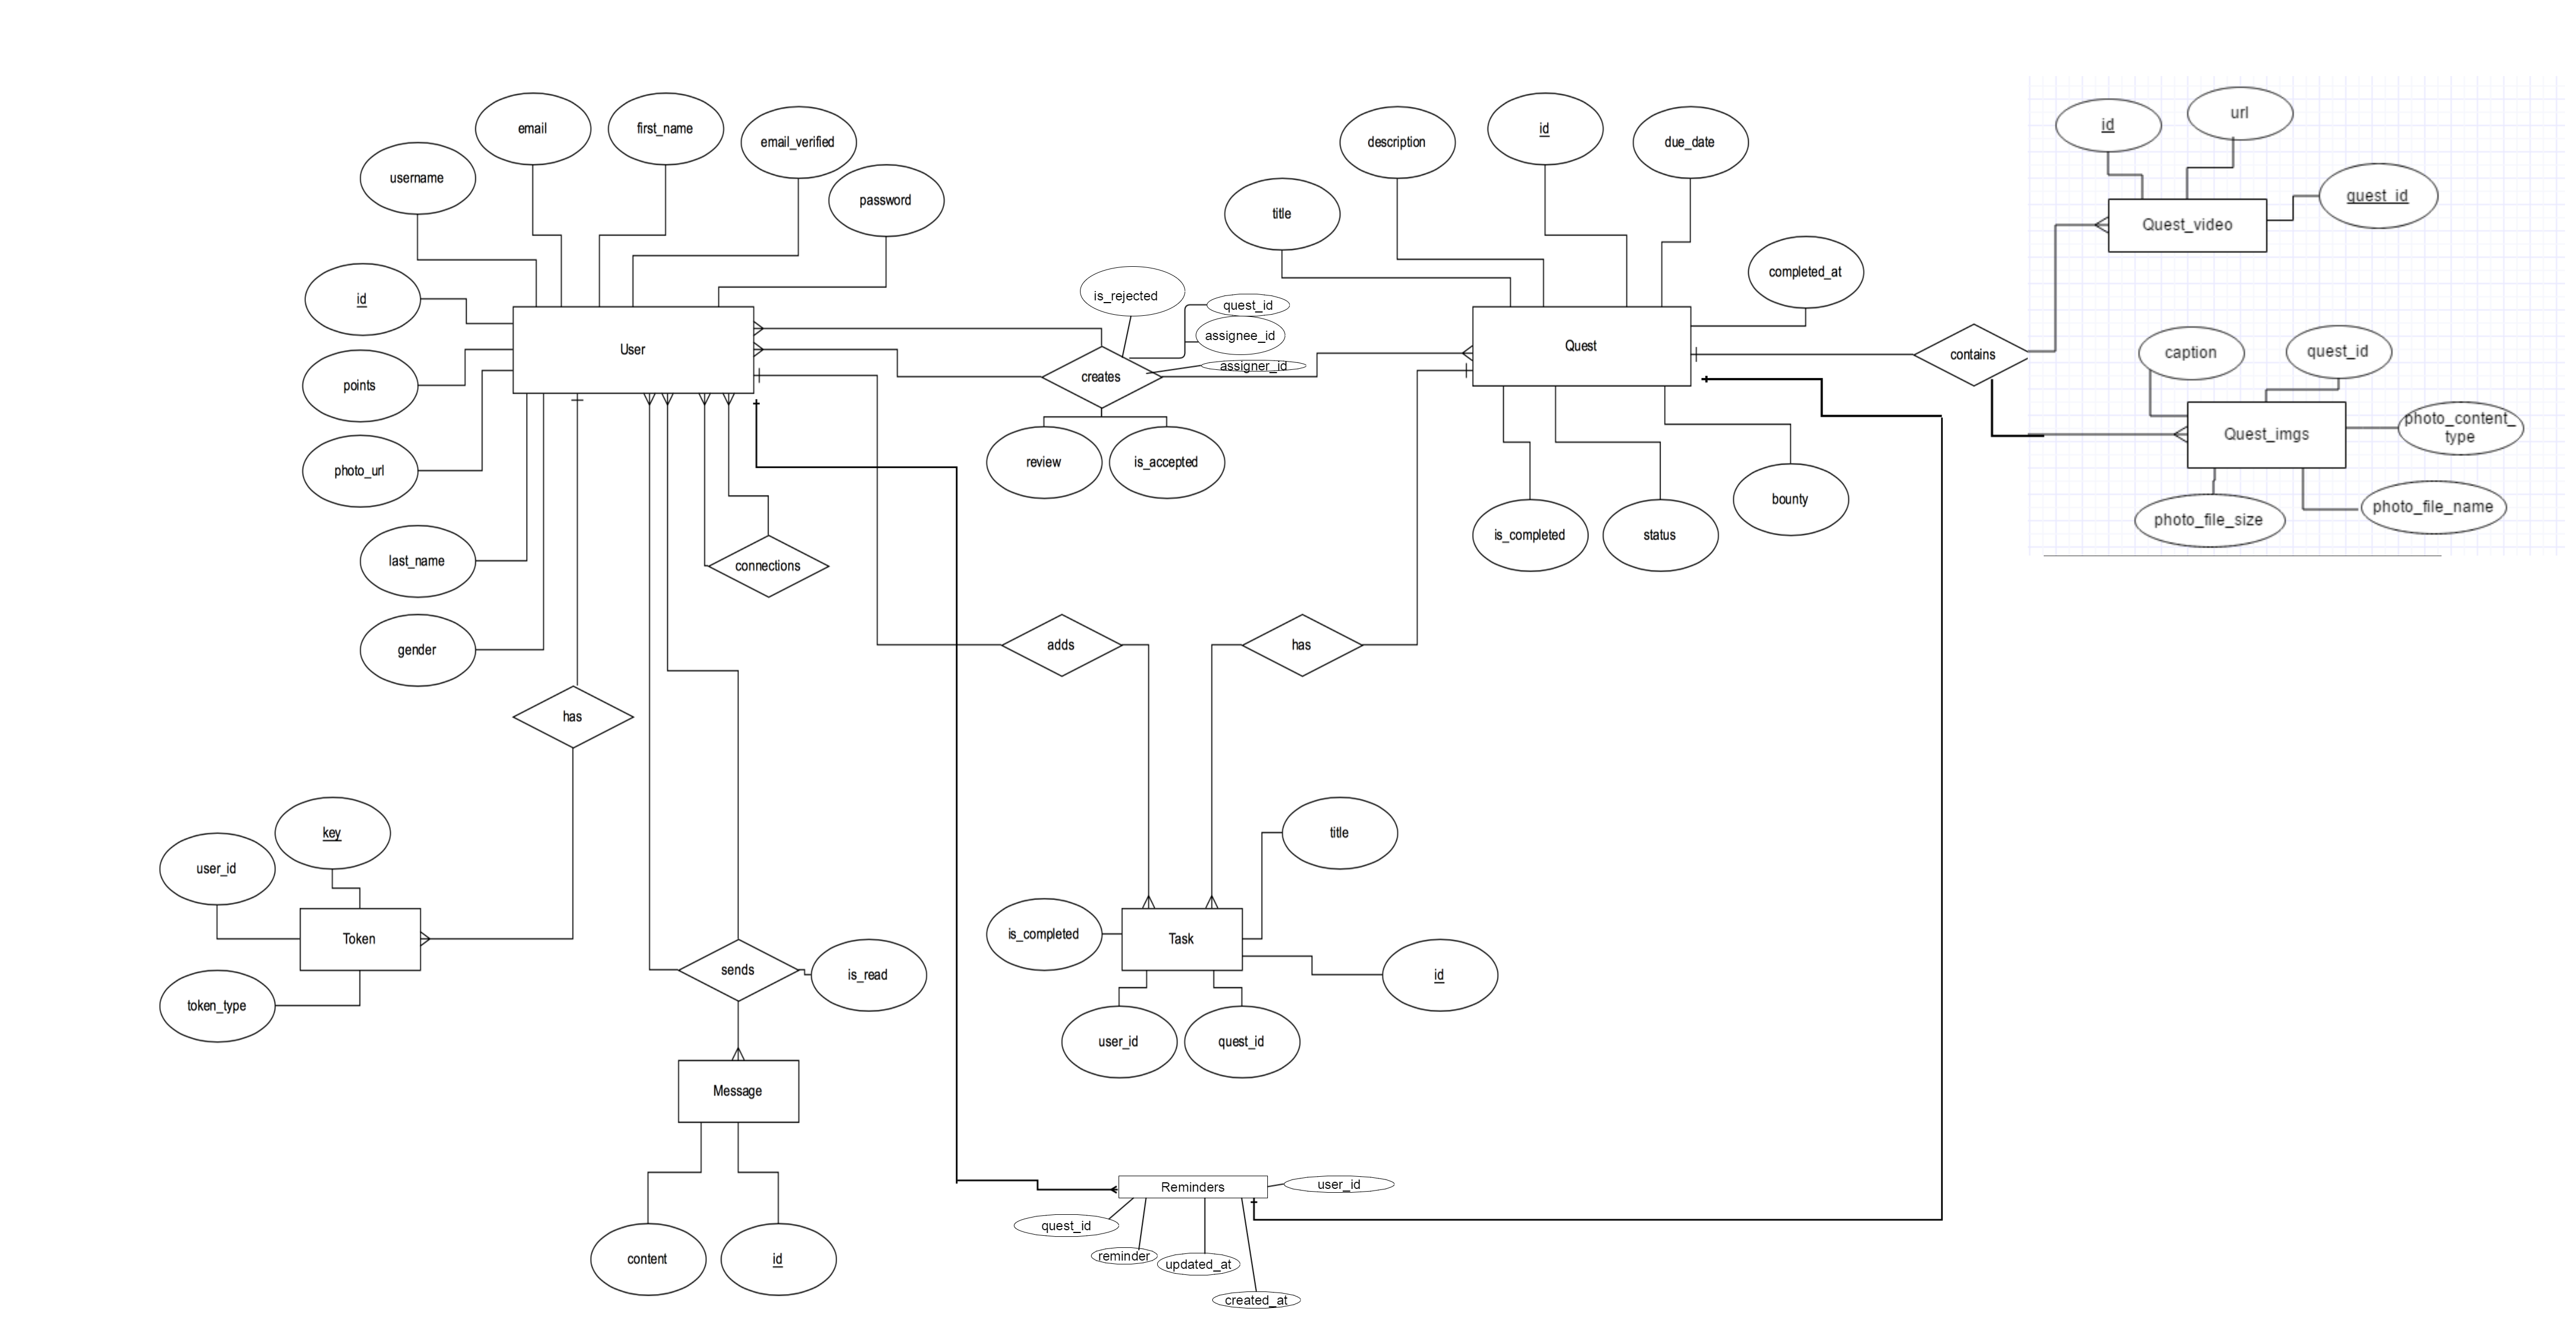 email
first_name
email_verified
username
password
id
points
photo_url
last_name
gender
User
is_rejected
quest_id
assignee_id
assigner_id
creates
review
is_accepted
title
description
id
due_date
completed_at
Quest
is_completed
status
bounty
contains
id
url
quest_id
Quest_video
caption
quest_id
photo_content_
type
Quest_imgs
photo_file_size
photo_file_name
connections
adds
has
has
key
user_id
Token
token_type
sends
is_read
Message
content
id
title
is_completed
Task
id
user_id
quest_id
Reminders
user_id
quest_id
reminder
updated_at
created_at